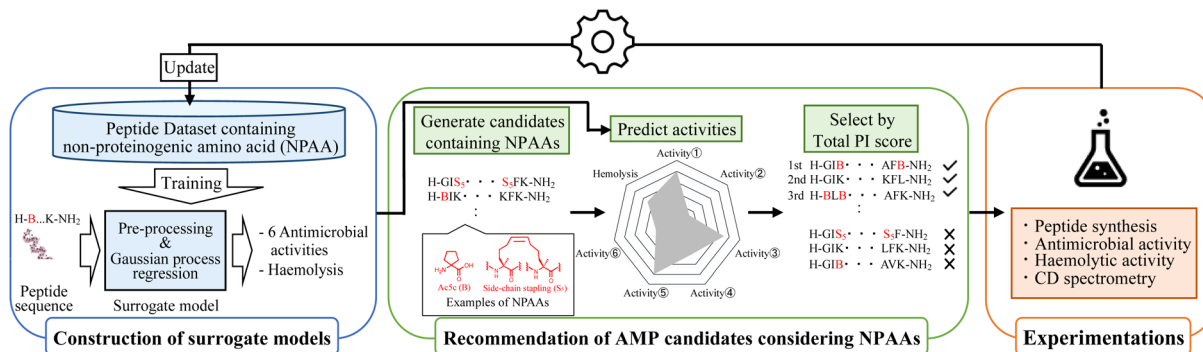 Update
Peptide Dataset containing
non-proteinogenic amino acid (NPAA)
Training
H-B...K-NH2
Pre-processing
&
Gaussian process
regression
- 6 Antimicrobial
activities
- Haemolysis
Peptide
sequence
Surrogate model
Construction of surrogate models
Generate candidates
containing NPAAs
H-GIS5・・・ S5FK-NH2
H-BIK・・・ KFK-NH2
:
H2N
OH
O
Ac5c (B)
Side-chain stapling (S5)
Examples of NPAAs
Predict activities
Activity①
Hemolysis
Activity②
Activity⑥
Activity③
Activity⑤
Activity④
Select by
Total PI score
1st H-GIB・・・ AFB-NH2 ✓
2nd H-GIK・・・ KFL-NH2 ✓
3rd H-BLB・・・ AFK-NH2 ✓
:
H-GIS5・・・ S5F-NH2 ×
H-GIK・・・ LFK-NH2 ×
H-GIB・・・ AVK-NH2 ×
Recommendation of AMP candidates considering NPAAs
・Peptide synthesis
・Antimicrobial activity
・Haemolytic activity
・CD spectrometry
Experimentations